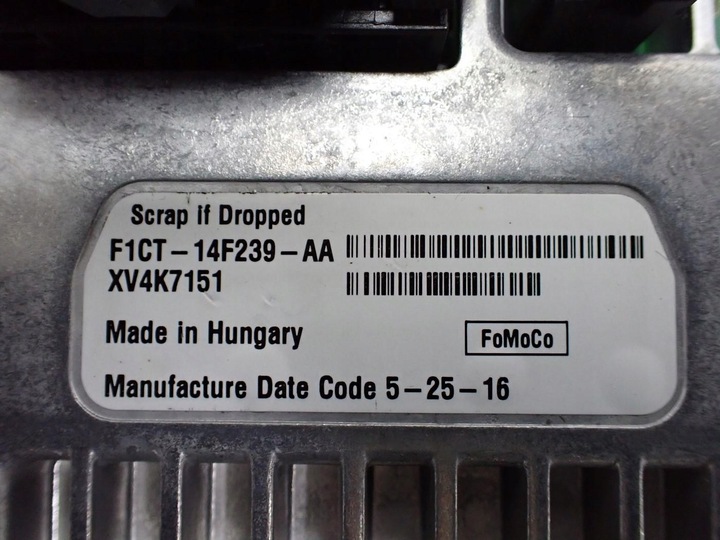 Scrap if Dropped
F1CT-14F239-AA
XV4K7151
Made in Hungary
FoMoCo
Manufacture Date Code 5-25-16